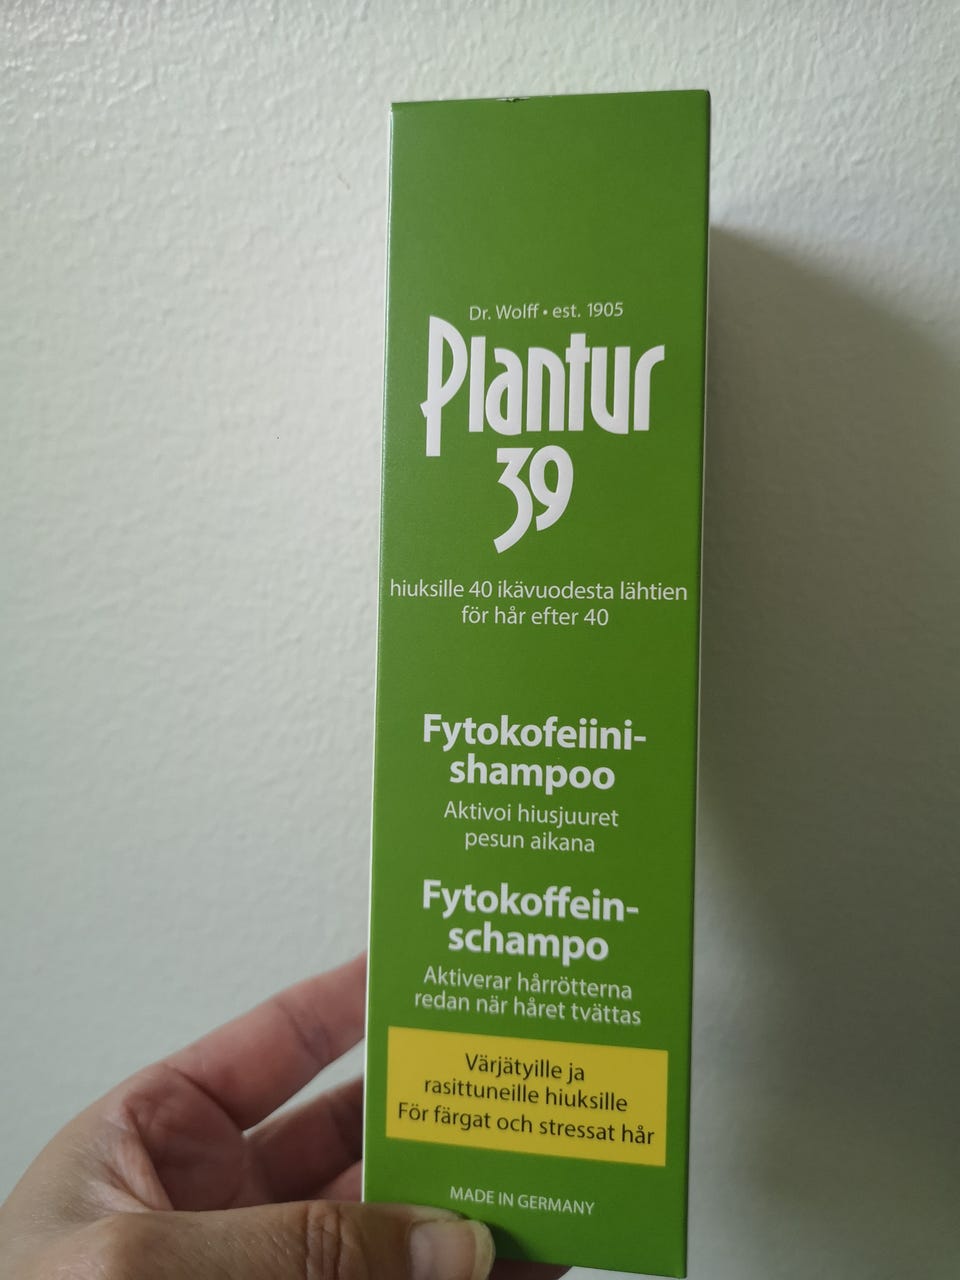 Dr. Wolff • est. 1905
Plantur
39
hiuksille 40 ikävuodesta lähtien
för hår efter 40
Fytokofeiini-
shampoo
Aktivoi hiusjuuret
pesun aikana
Fytokoffein-
schampo
Aktiverar hårrötterna
redan när håret tvättas
Värjätyille ja
rasittuneille hiuksille
För färgat och stressat hår
MADE IN GERMANY